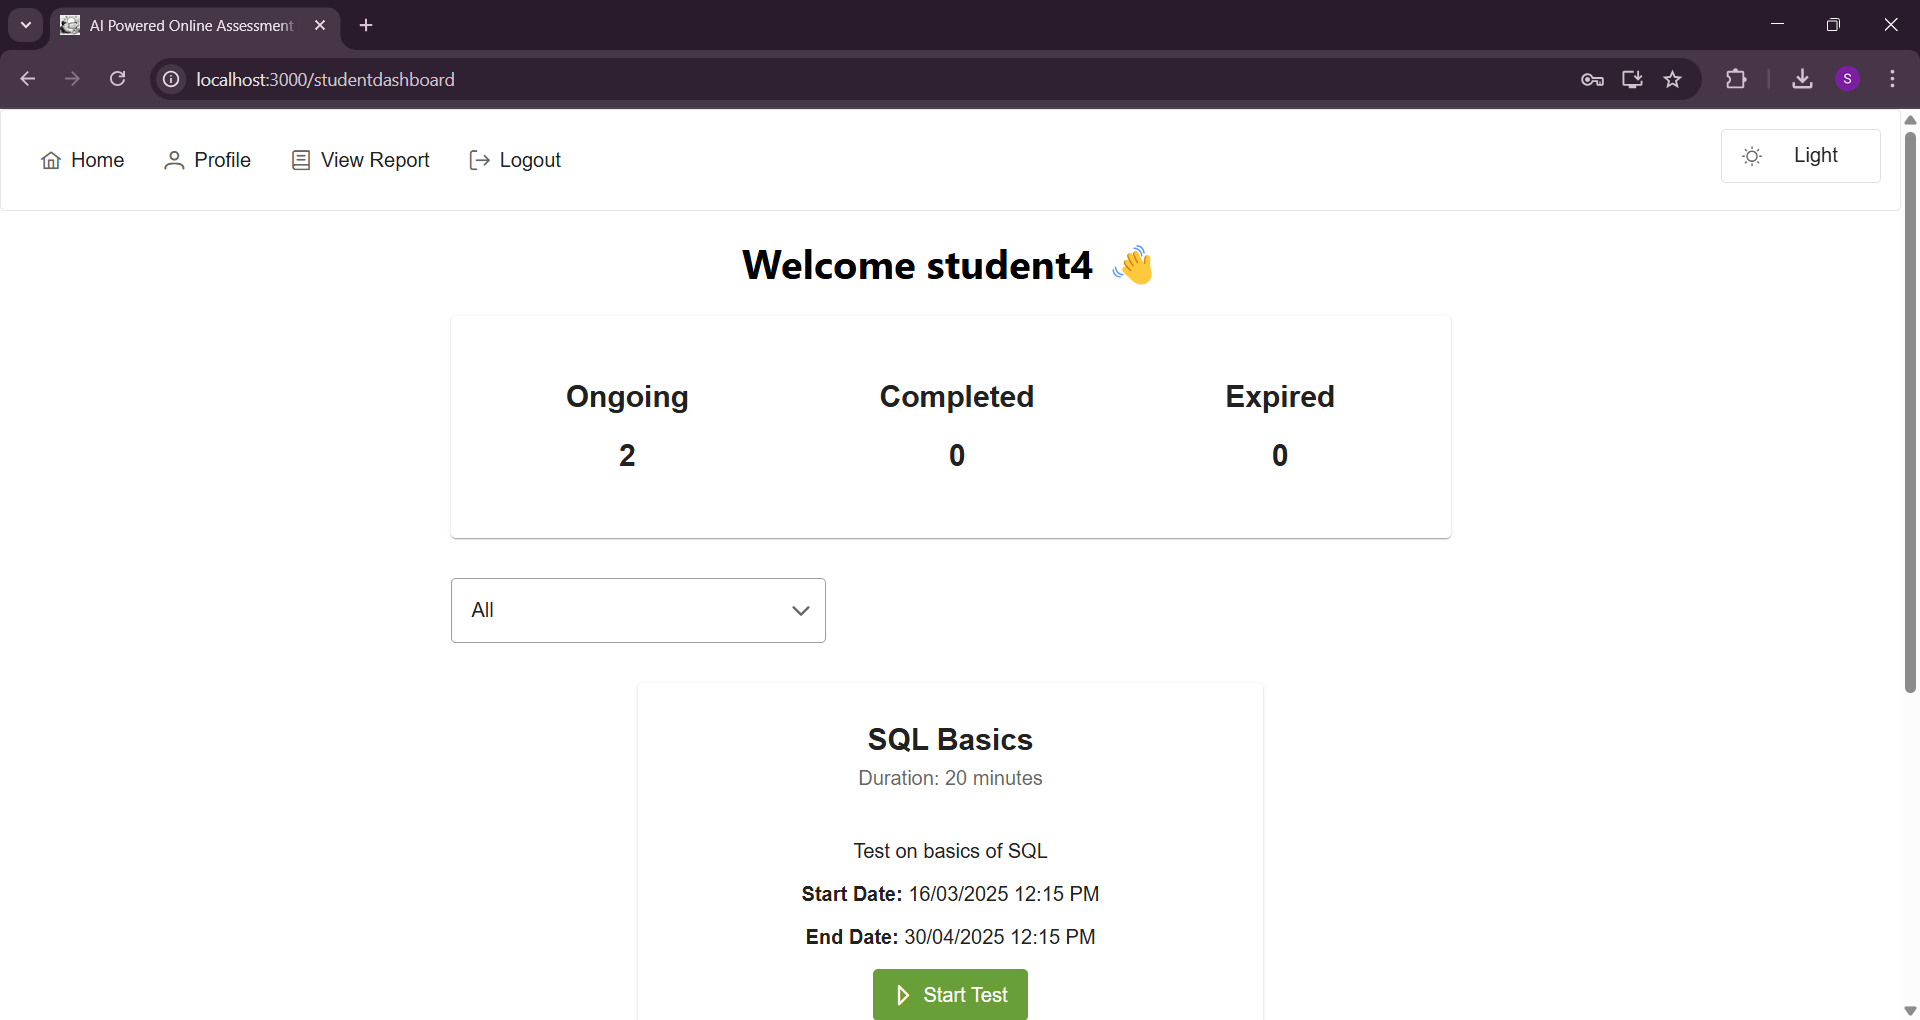 AI Powered Online Assessment
localhost:3000/studentdashboard
S
Home Profile View Report Logout Light
Welcome student4 👋
Ongoing Completed Expired
2 0 0
All
SQL Basics
Duration: 20 minutes
Test on basics of SQL
Start Date: 16/03/2025 12:15 PM
End Date: 30/04/2025 12:15 PM
Start Test